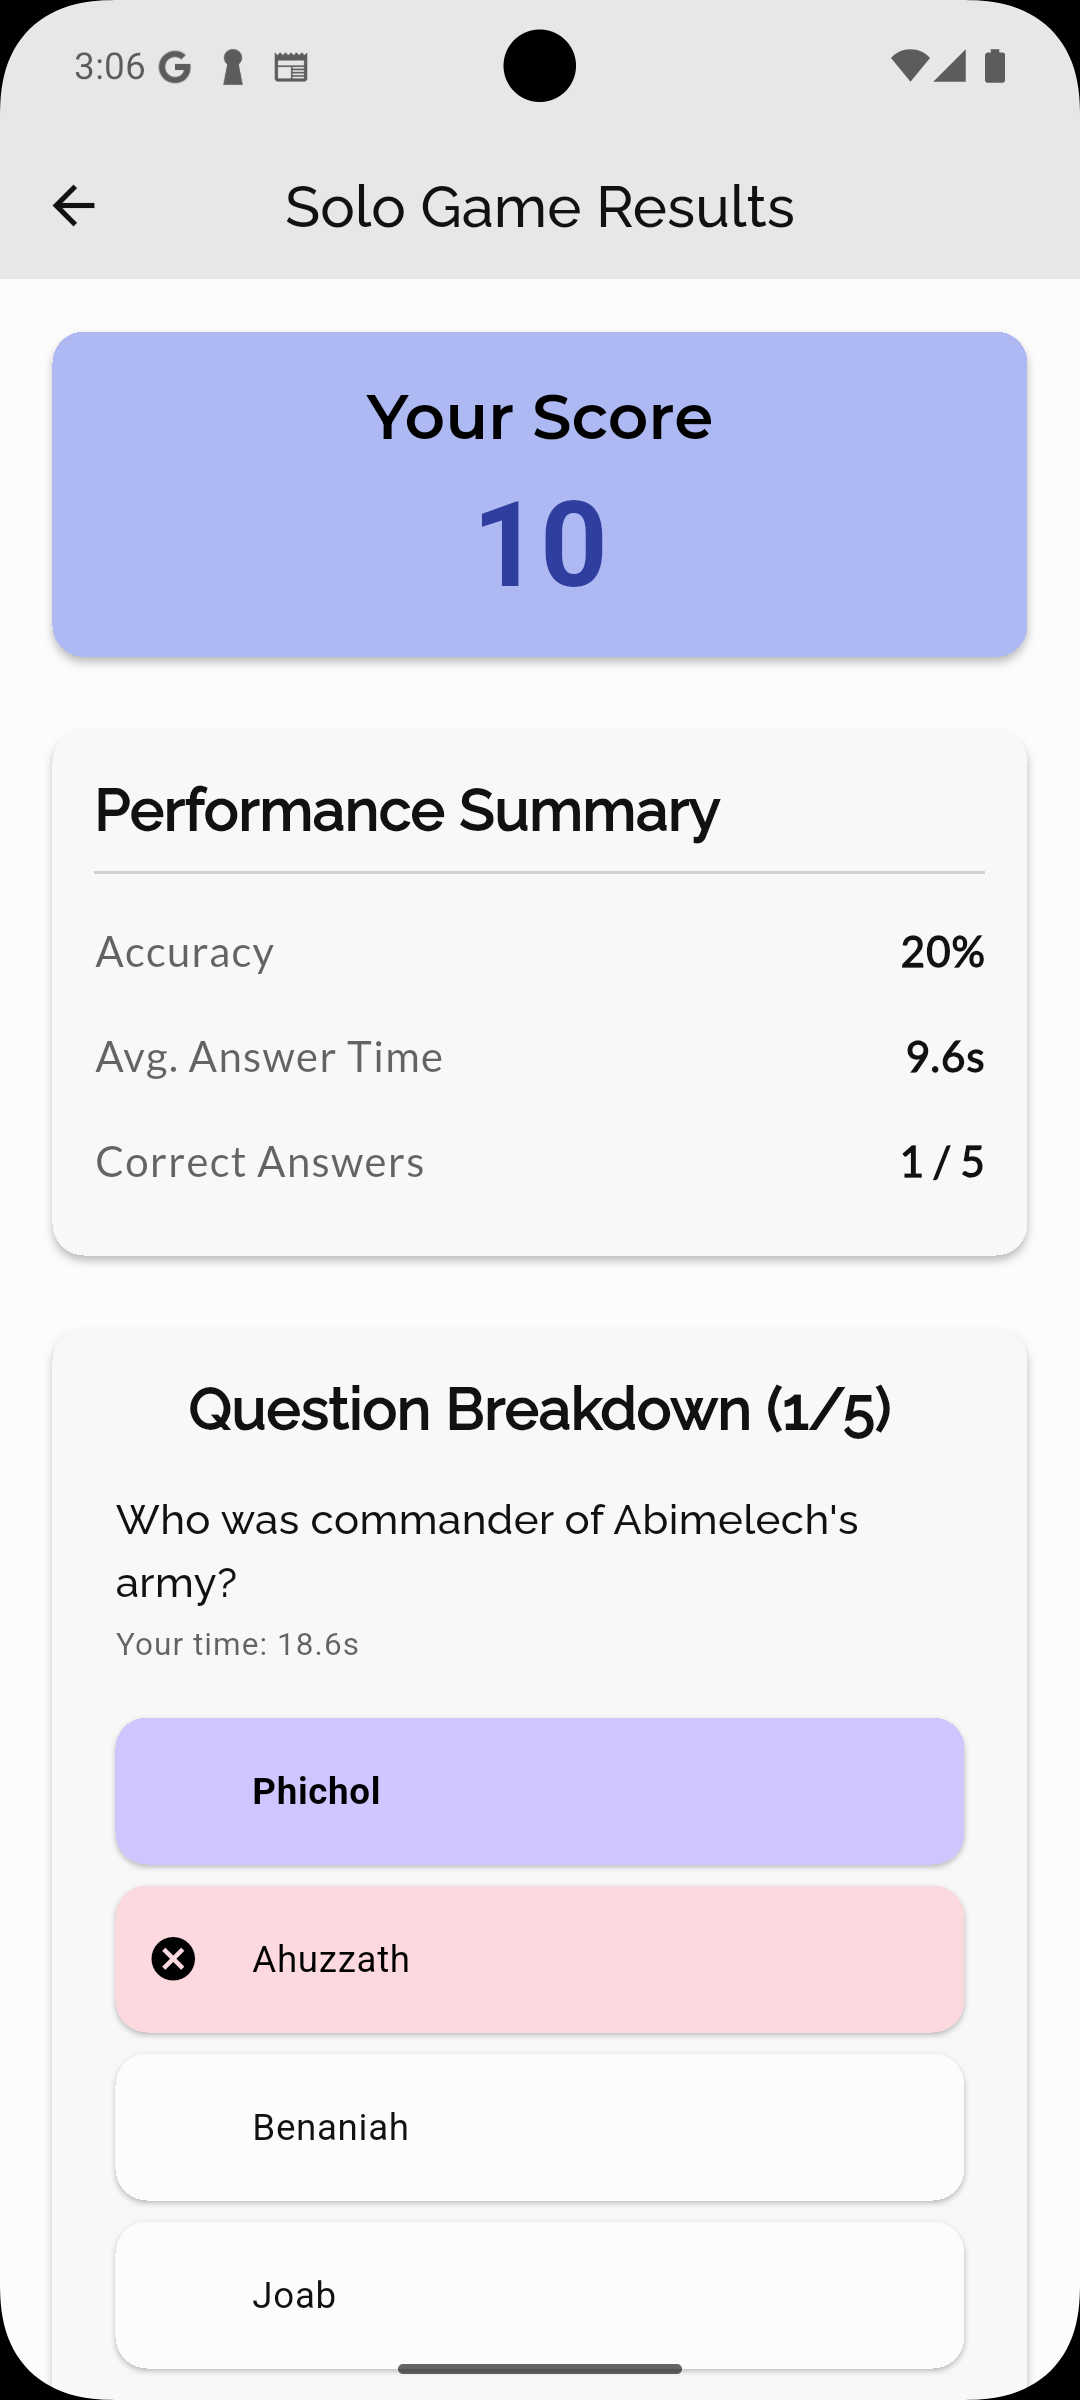 3:06
Solo Game Results
Your Score
10
Performance Summary
Accuracy 20%
Avg. Answer Time 9.6s
Correct Answers 1 / 5
Question Breakdown (1/5)
Who was commander of Abimelech's
army?
Your time: 18.6s
Phichol
Ahuzzath
Benaniah
Joab